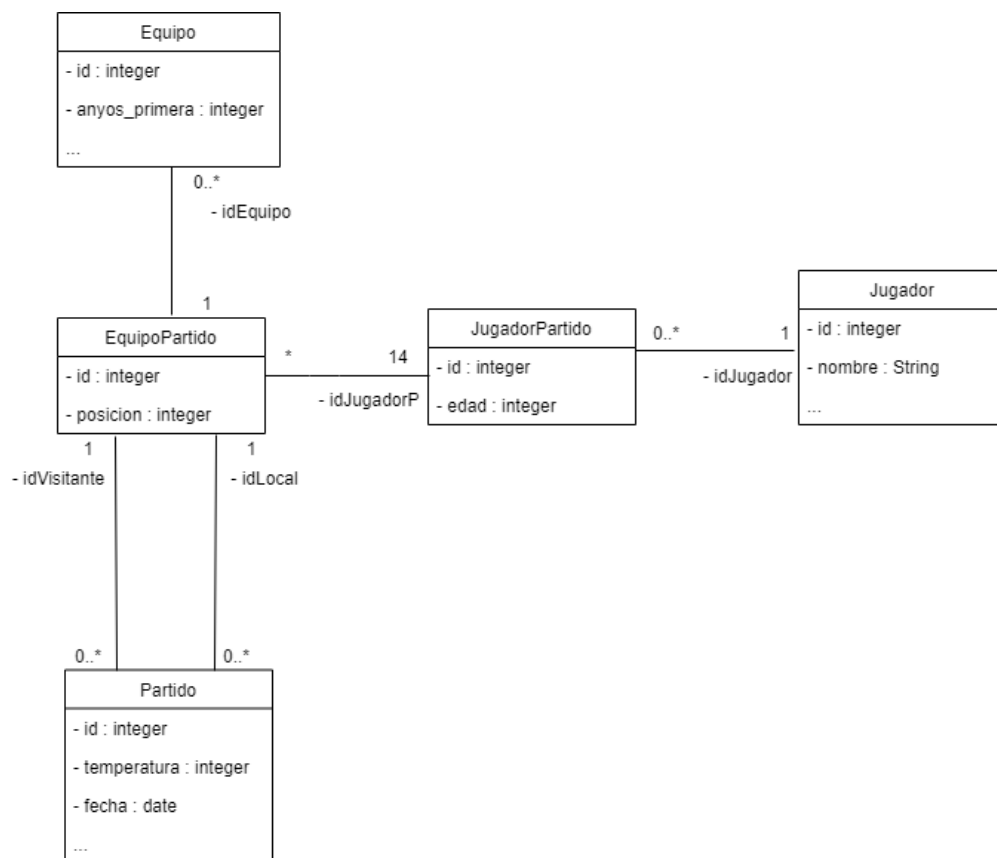 Equipo
- id : integer
- anyos_primera : integer
...
0..*
- idEquipo
1
EquipoPartido
- id : integer
- posicion : integer
*
14
- idJugadorP
JugadorPartido
- id : integer
- edad : integer
0..*
1
- idJugador
Jugador
- id : integer
- nombre : String
...
1
- idVisitante
1
- idLocal
0..*
0..*
Partido
- id : integer
- temperatura : integer
- fecha : date
...